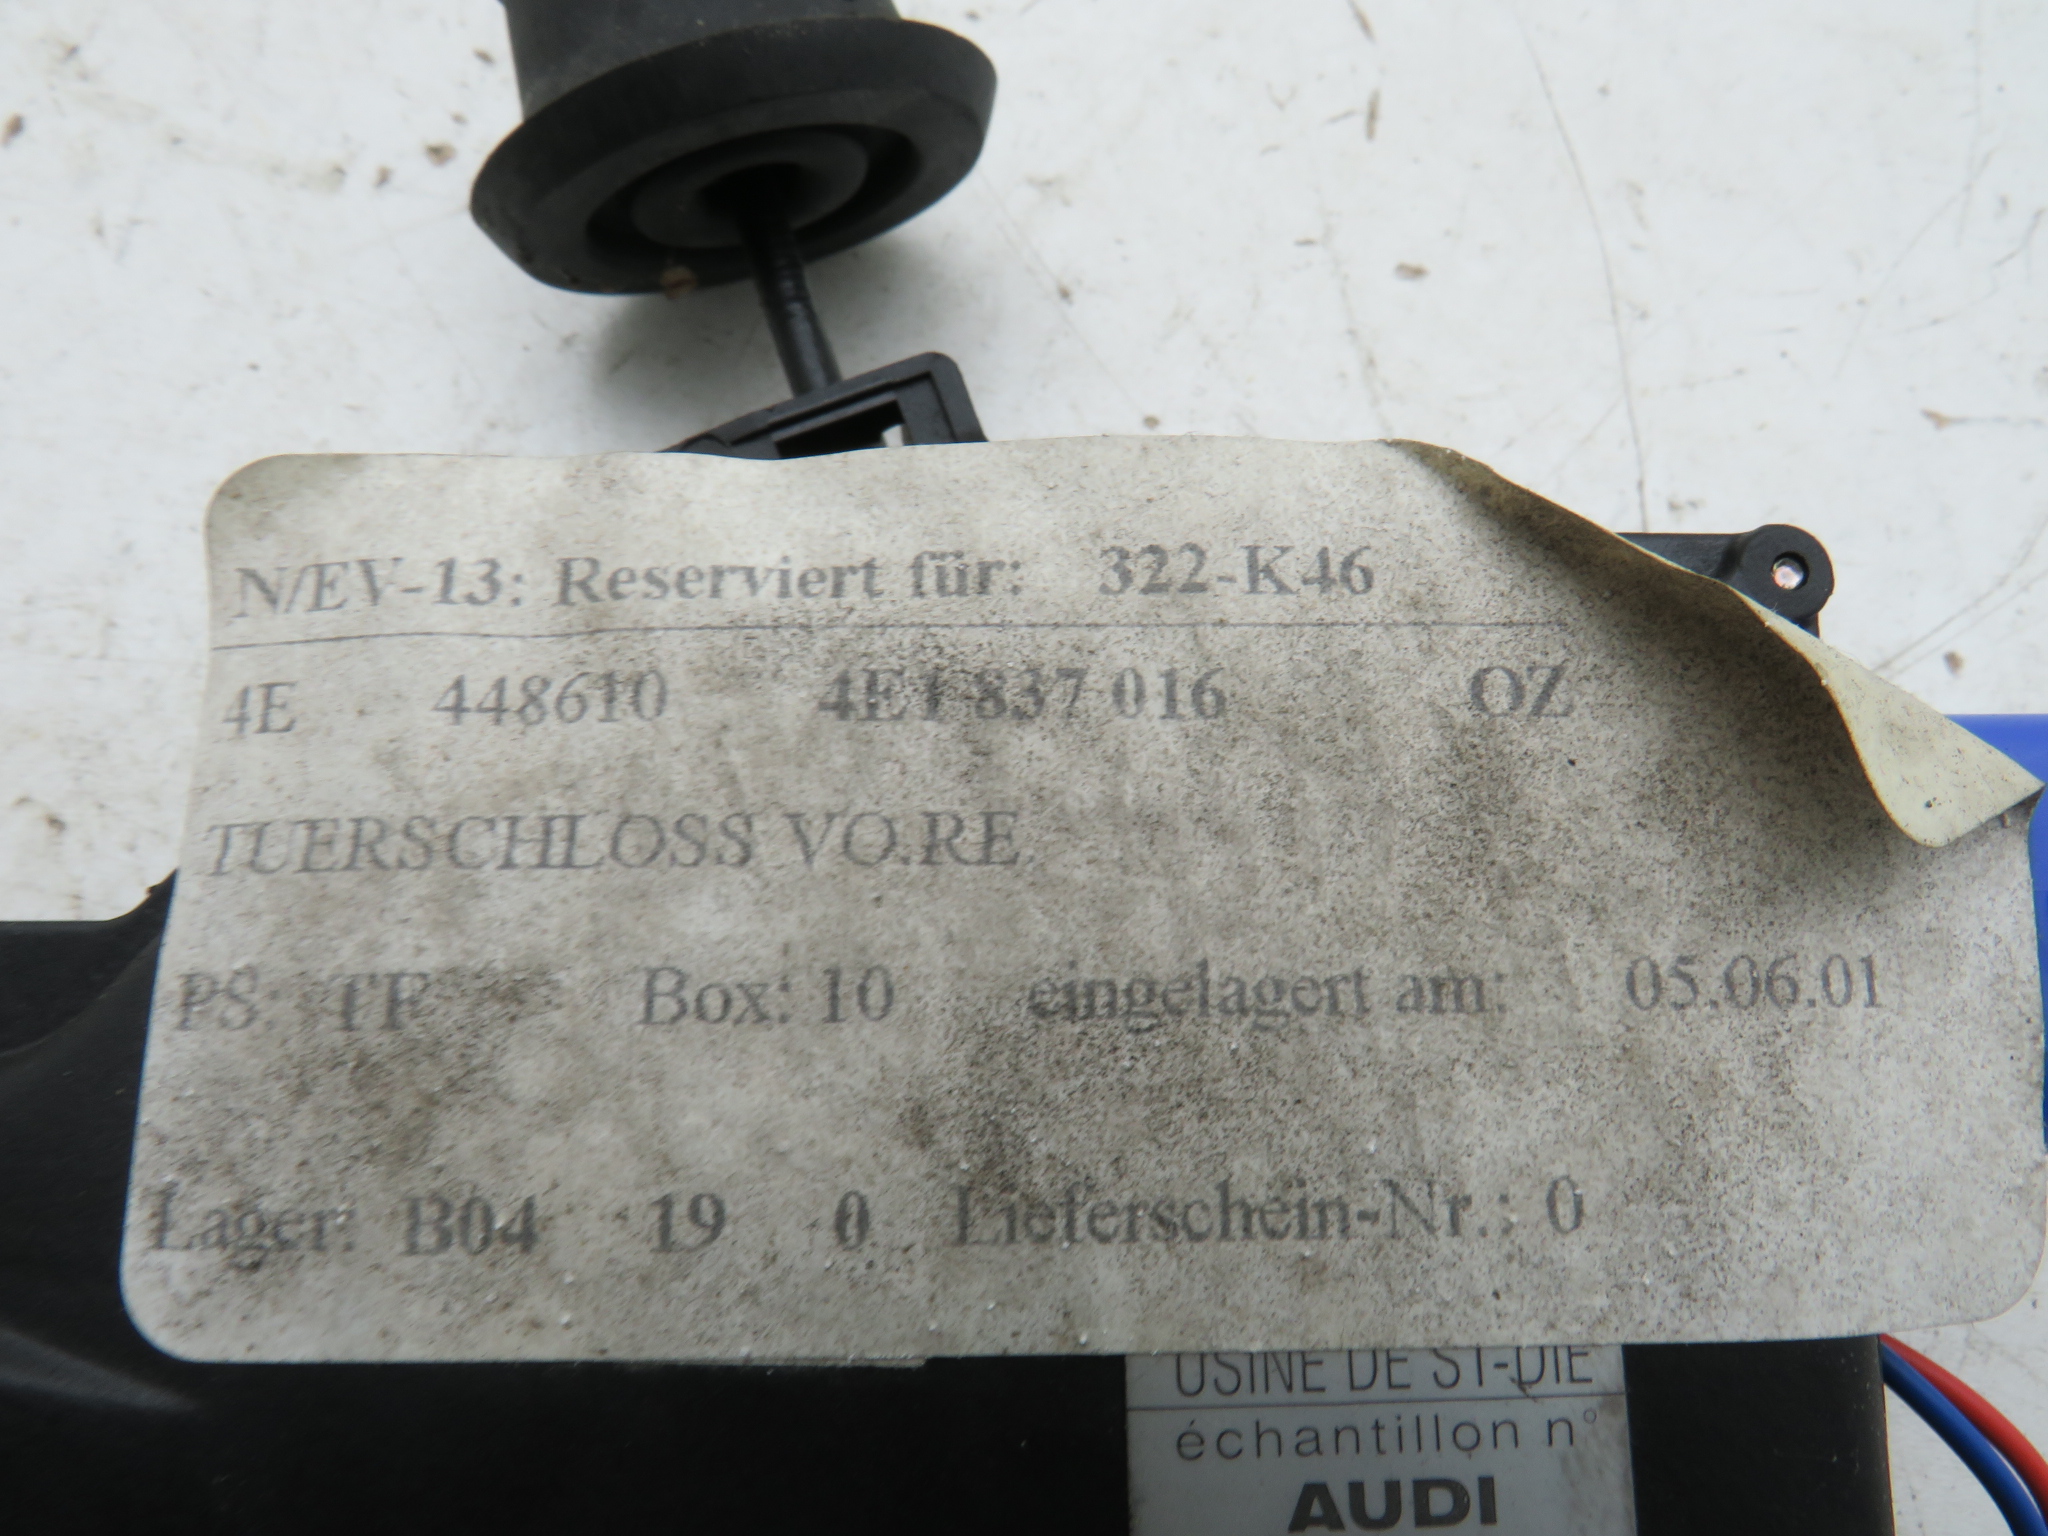 N/EV-13: Reserviert für: 322-K46
4E 448610 4E1 837 016 OZ
TUERSCHLOSS VO.RE
PS: TF Box: 10 eingelagert am: 05.06.01
Lager: B04 19 0 Lieferschein-Nr.: 0
USINE DE ST-DIE
échantillon n°
AUDI